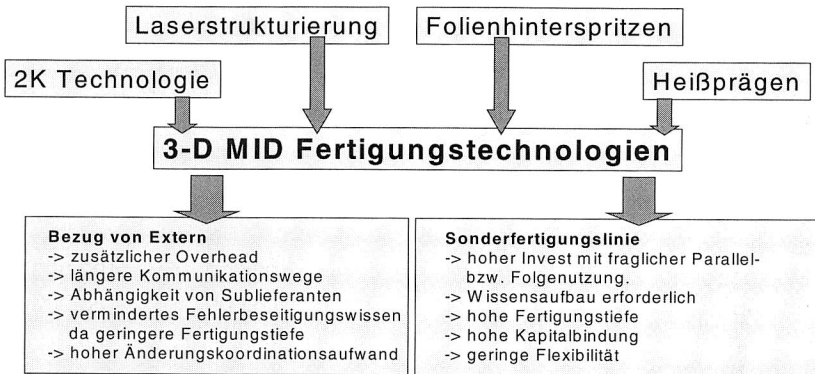 Laserstrukturierung
Folienhinterspritzen
2K Technologie
Heißprägen
3-D MID Fertigungstechnologien
Bezug von Extern
-> zusätzlicher Overhead
-> längere Kommunikationswege
-> Abhängigkeit von Sublieferanten
-> vermindertes Fehlerbeseitigungswissen
da geringere Fertigungstiefe
-> hoher Änderungskoordinationsaufwand
Sonderfertigungslinie
-> hoher Invest mit fraglicher Parallel-
bzw. Folgenutzung.
-> Wissensaufbau erforderlich
-> hohe Fertigungstiefe
-> hohe Kapitalbindung
-> geringe Flexibilität